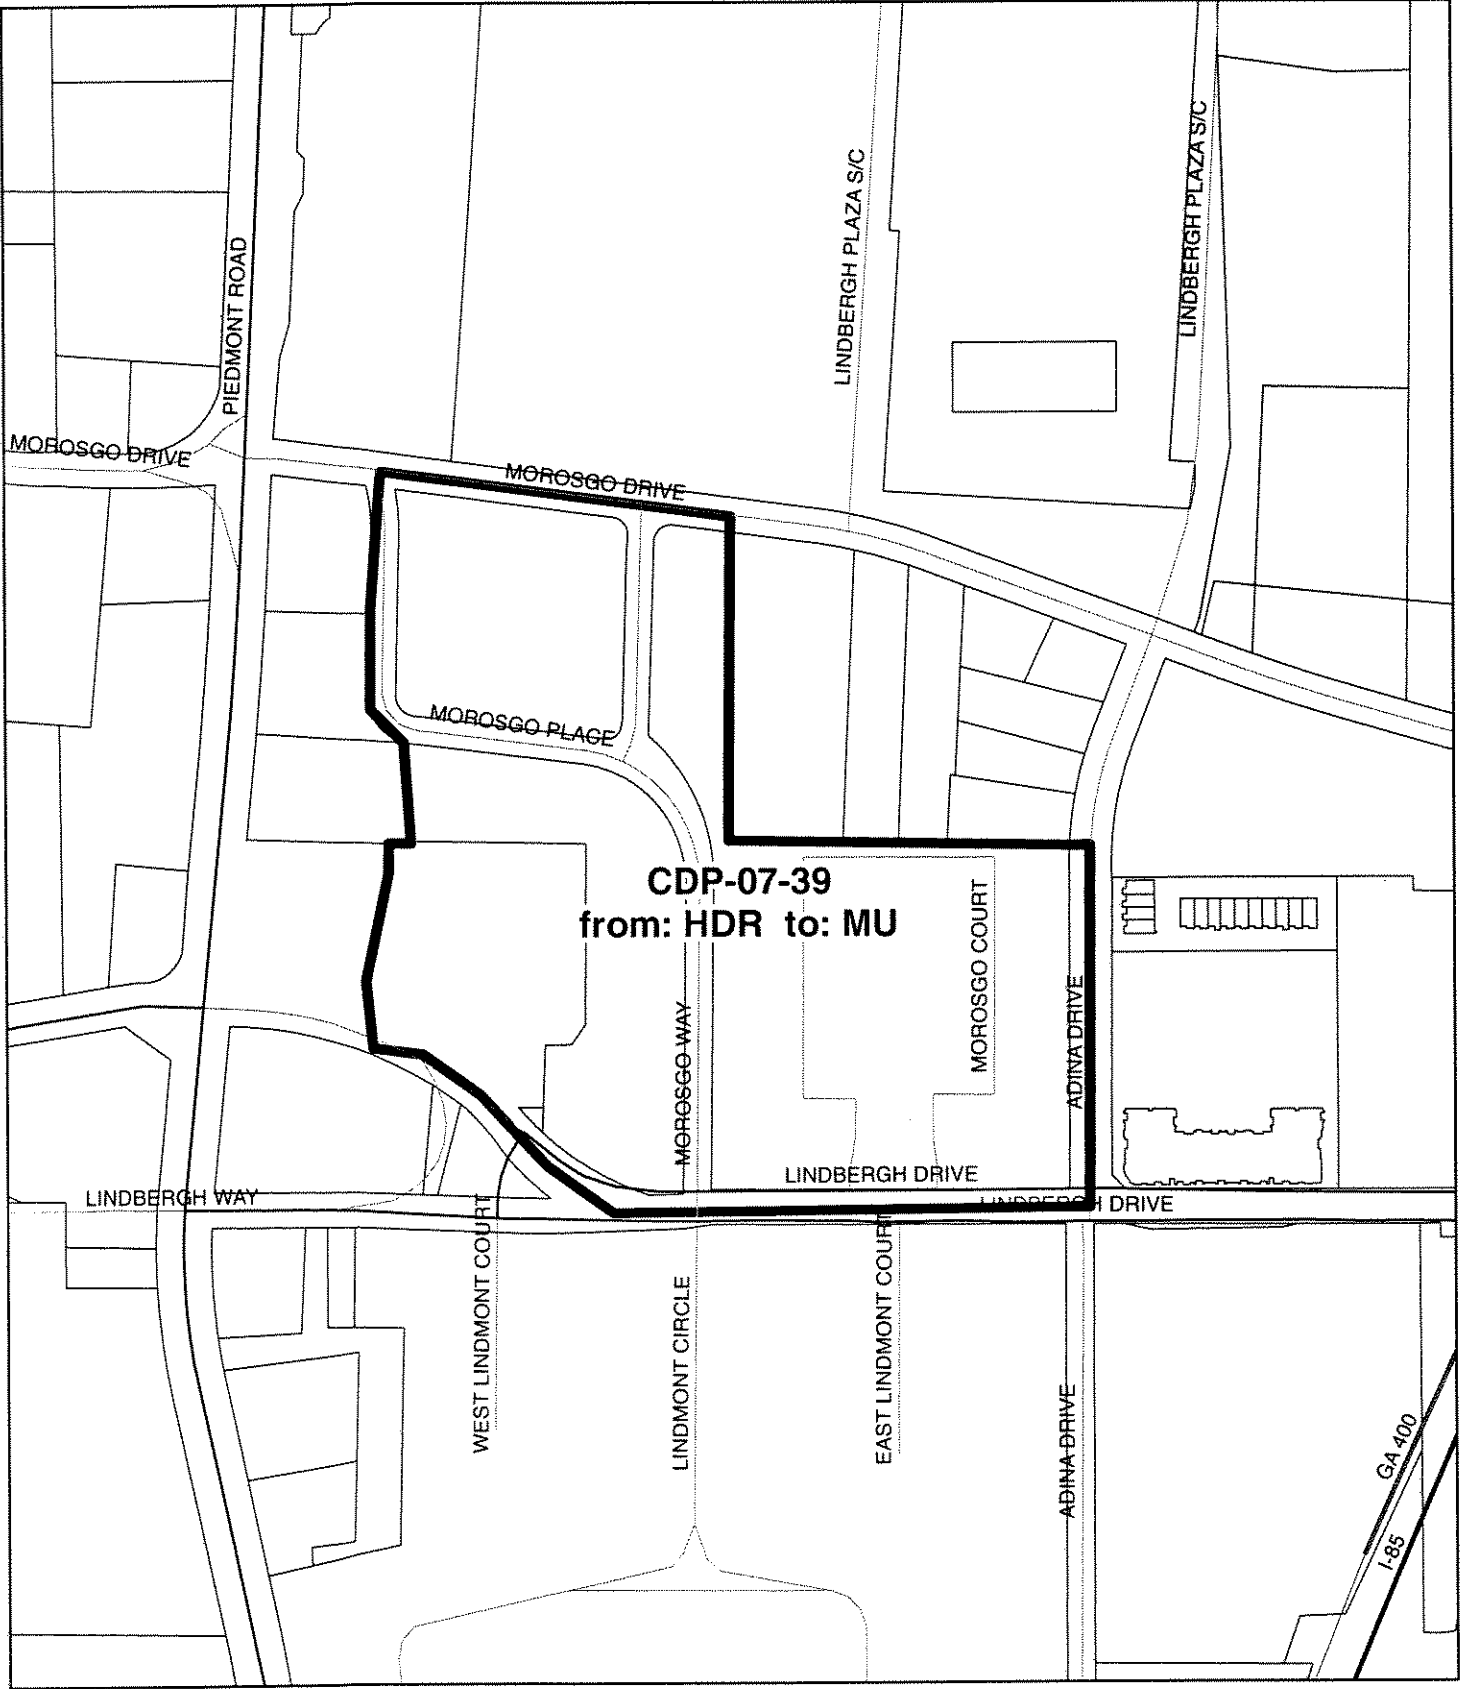 LINDBERGH PLAZA S/C
LINDBERGH PLAZA S/C
PIEDMONT ROAD
MOROSGO DRIVE
MOROSGO DRIVE
MOROSGO PLACE
CDP-07-39
from: HDR to: MU
MOROSGO COURT
ADINA DRIVE
MOROSGO WAY
LINDBERGH DRIVE
LINDBERGH WAY
LINDBERGH DRIVE
WEST LINDMONT COURT
LINDMONT CIRCLE
EAST LINDMONT COURT
ADINA DRIVE
GA 400
I-85